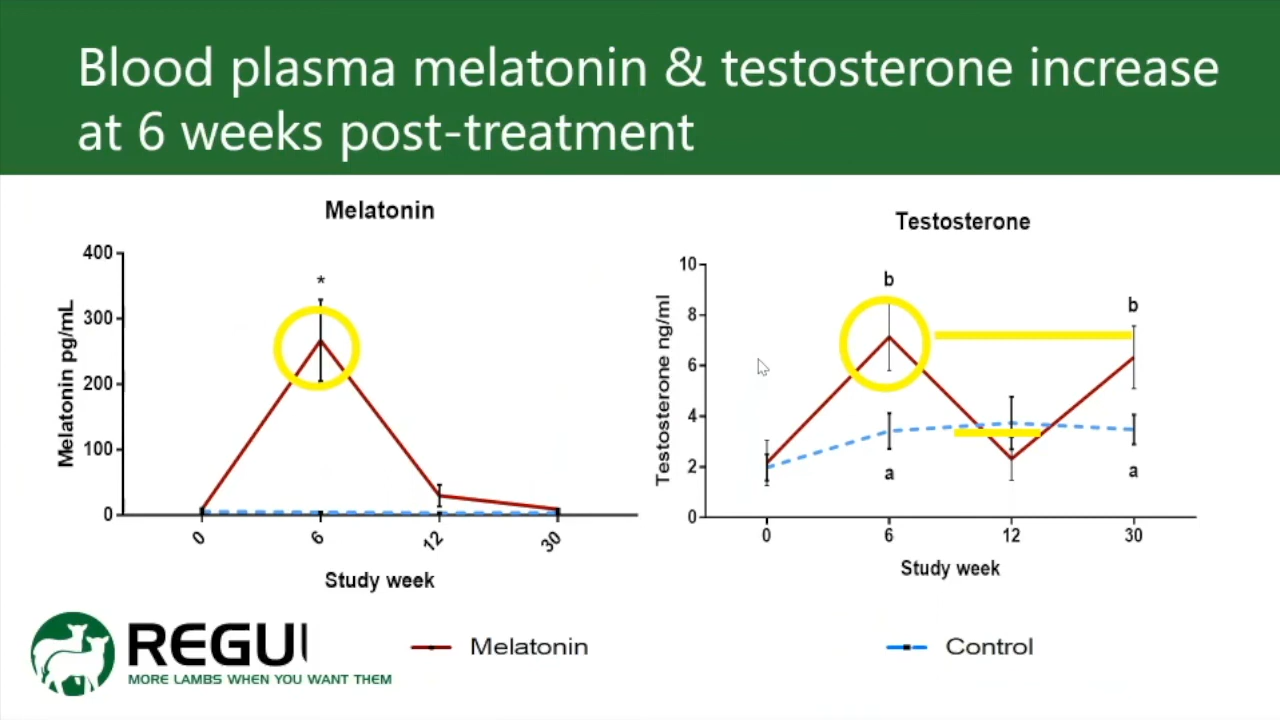 Blood plasma melatonin & testosterone increase
at 6 weeks post-treatment
Melatonin
400
300
200
100
0
Melatonin pg/mL
*
0
6
12
30
Study week
Testosterone
10
8
6
4
2
0
Testosterone ng/ml
b
b
a
a
0
6
12
30
Study week
REGU
MORE LAMBS WHEN YOU WANT THEM
Melatonin
Control